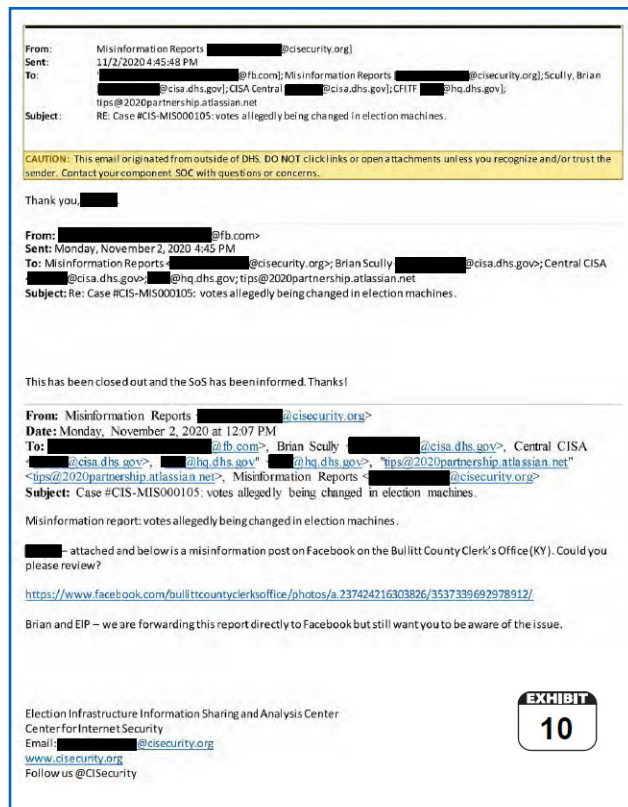 From: Misinformation Reports @cisecurity.org]
Sent: 11/2/2020 4:45:48 PM
To: ' @fb.com]; Misinformation Reports [ @cisecurity.org]; Scully, Brian
@cisa.dhs.gov]; CISA Central [ @cisa.dhs.gov]; CFITF @hq.dhs.gov];
tips@2020partnership.atlassian.net
Subject: RE: Case #CIS-MIS000105: votes allegedly being changed in election machines.
CAUTION: This email originated from outside of DHS. DO NOT click links or open attachments unless you recognize and/or trust the
sender. Contact your component SOC with questions or concerns.
Thank you, .
From: @fb.com>
Sent: Monday, November 2, 2020 4:45 PM
To: Misinformation Reports < @cisecurity.org>; Brian Scully @cisa.dhs.gov>; Central CISA
@cisa.dhs.gov>; @hq.dhs.gov; tips@2020partnership.atlassian.net
Subject: Re: Case #CIS-MIS000105: votes allegedly being changed in election machines.
This has been closed out and the SoS has been informed. Thanks!
From: Misinformation Reports < @cisecurity.org>
Date: Monday, November 2, 2020 at 12:07 PM
To: @fb.com>, Brian Scully < @cisa.dhs.gov>, Central CISA
< @cisa.dhs.gov>, @hq.dhs.gov" < @hq.dhs.gov>, "tips@2020partnership.atlassian.net"
<tips@2020partnership.atlassian.net>, Misinformation Reports < @cisecurity.org>
Subject: Case #CIS-MIS000105: votes allegedly being changed in election machines.
Misinformation report: votes allegedly being changed in election machines.
– attached and below is a misinformation post on Facebook on the Bullitt County Clerk's Office (KY). Could you
please review?
https://www.facebook.com/bullittcountyclerksoffice/photos/a.237424216303826/3537339692978912/
Brian and EIP – we are forwarding this report directly to Facebook but still want you to be aware of the issue.
Election Infrastructure Information Sharing and Analysis Center
Center for Internet Security
Email: @cisecurity.org
www.cisecurity.org
Follow us @CISecurity
EXHIBIT
10